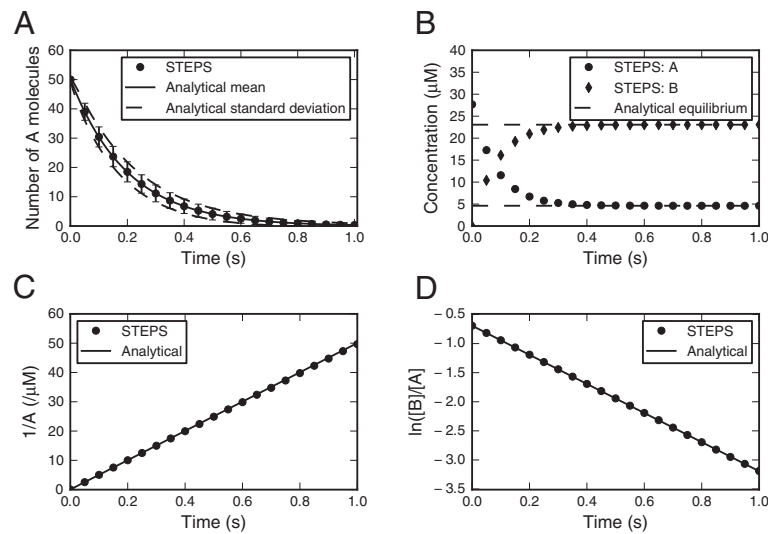 A
Number of A molecules
60
50
40
30
20
10
0
STEPS
Analytical mean
Analytical standard deviation
0.0 0.2 0.4 0.6 0.8 1.0
Time (s)
B
Concentration (μM)
40
35
30
25
20
15
10
5
0
STEPS: A
STEPS: B
Analytical equilibrium
0.0 0.2 0.4 0.6 0.8 1.0
Time (s)
C
1/A (/μM)
60
50
40
30
20
10
0
STEPS
Analytical
0.0 0.2 0.4 0.6 0.8 1.0
Time (s)
D
ln([B]/[A])
−0.5
−1.0
−1.5
−2.0
−2.5
−3.0
−3.5
STEPS
Analytical
0.0 0.2 0.4 0.6 0.8 1.0
Time (s)